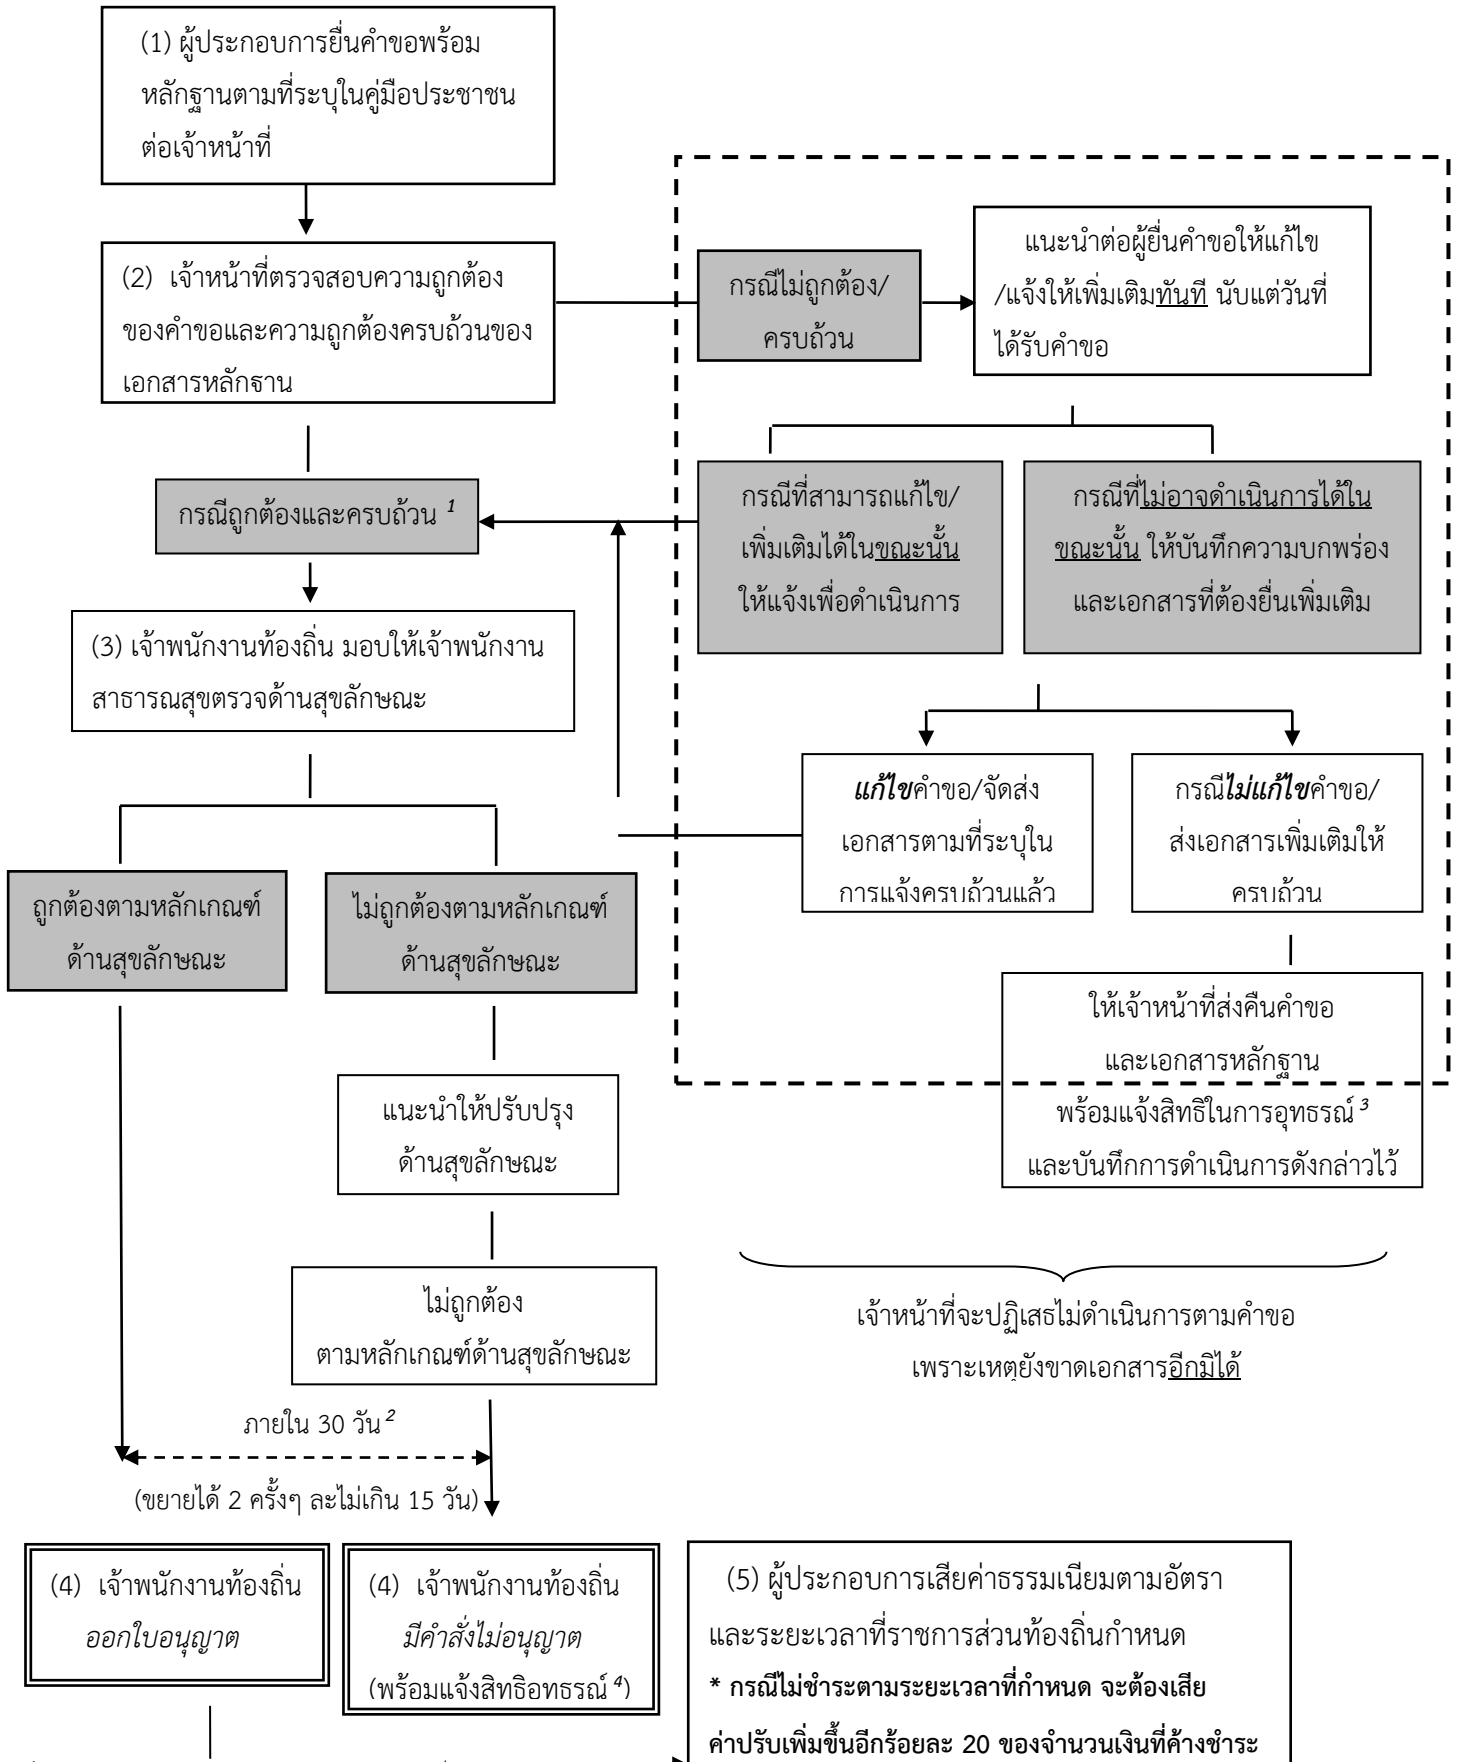 (1) ผู้ประกอบการยื่นคำขอพร้อม
หลักฐานตามที่ระบุในคู่มือประชาชน
ต่อเจ้าหน้าที่
(2) เจ้าหน้าที่ตรวจสอบความถูกต้อง
ของคำขอและความถูกต้องครบถ้วนของ
เอกสารหลักฐาน
กรณีไม่ถูกต้อง/
ครบถ้วน
แนะนำต่อผู้ยื่นคำขอให้แก้ไข
/แจ้งให้เพิ่มเติมทันที นับแต่วันที่
ได้รับคำขอ
กรณีถูกต้องและครบถ้วน 1
กรณีที่สามารถแก้ไข/
เพิ่มเติมได้ในขณะนั้น
ให้แจ้งเพื่อดำเนินการ
กรณีที่ไม่อาจดำเนินการได้ใน
ขณะนั้น ให้บันทึกความบกพร่อง
และเอกสารที่ต้องยื่นเพิ่มเติม
(3) เจ้าพนักงานท้องถิ่น มอบให้เจ้าพนักงาน
สาธารณสุขตรวจด้านสุขลักษณะ
แก้ไขคำขอ/จัดส่ง
เอกสารตามที่ระบุใน
การแจ้งครบถ้วนแล้ว
กรณีไม่แก้ไขคำขอ/
ส่งเอกสารเพิ่มเติมให้
ครบถ้วน
ถูกต้องตามหลักเกณฑ์
ด้านสุขลักษณะ
ไม่ถูกต้องตามหลักเกณฑ์
ด้านสุขลักษณะ
ให้เจ้าหน้าที่ส่งคืนคำขอ
และเอกสารหลักฐาน
พร้อมแจ้งสิทธิในการอุทธรณ์ 3
และบันทึกการดำเนินการดังกล่าวไว้
แนะนำให้ปรับปรุง
ด้านสุขลักษณะ
ไม่ถูกต้อง
ตามหลักเกณฑ์ด้านสุขลักษณะ
เจ้าหน้าที่จะปฏิเสธไม่ดำเนินการตามคำขอ
เพราะเหตุยังขาดเอกสารอีกมิได้
ภายใน 30 วัน 2
(ขยายได้ 2 ครั้งๆ ละไม่เกิน 15 วัน)
(4) เจ้าพนักงานท้องถิ่น
ออกใบอนุญาต
(4) เจ้าพนักงานท้องถิ่น
มีคำสั่งไม่อนุญาต
(พร้อมแจ้งสิทธิอุทธรณ์ 4)
(5) ผู้ประกอบการเสียค่าธรรมเนียมตามอัตรา
และระยะเวลาที่ราชการส่วนท้องถิ่นกำหนด
* กรณีไม่ชำระตามระยะเวลาที่กำหนด จะต้องเสีย
ค่าปรับเพิ่มขึ้นอีกร้อยละ 20 ของจำนวนเงินที่ค้างชำระ